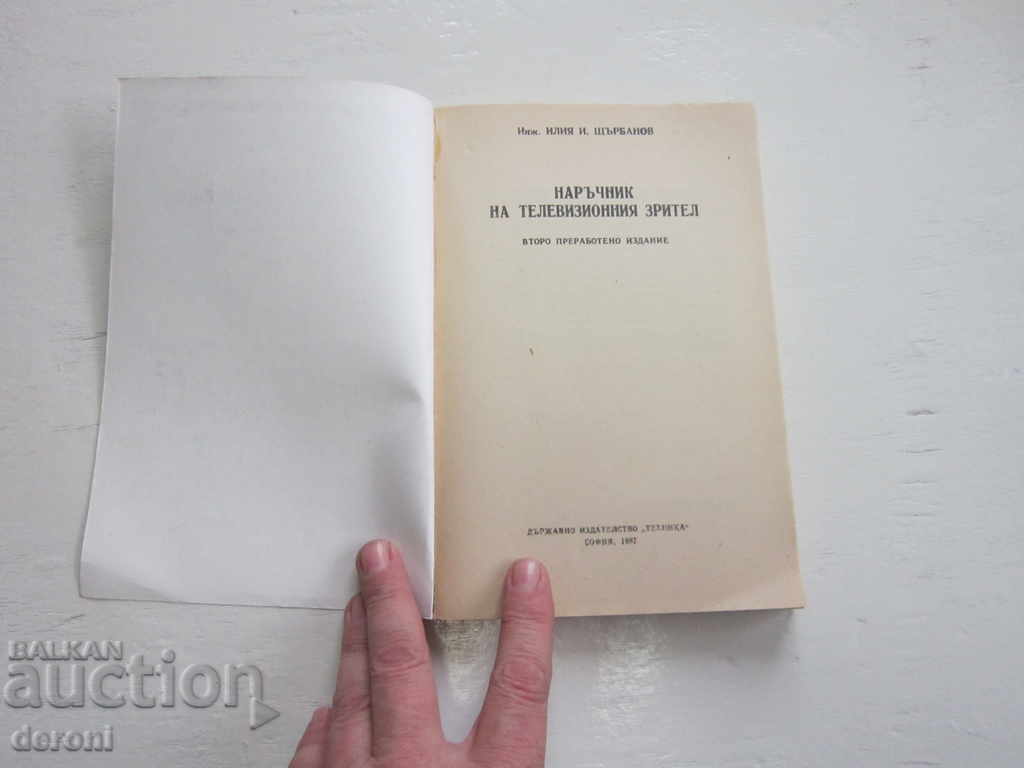 Инж. ИЛИЯ И. ЩЪРБАНОВ
НАРЪЧНИК
НА ТЕЛЕВИЗИОННИЯ ЗРИТЕЛ
ВТОРО ПРЕРАБОТЕНО ИЗДАНИЕ
ДЪРЖАВНО ИЗДАТЕЛСТВО „ТЕХНИКА“
СОФИЯ,
BALKAN
auction
deroni